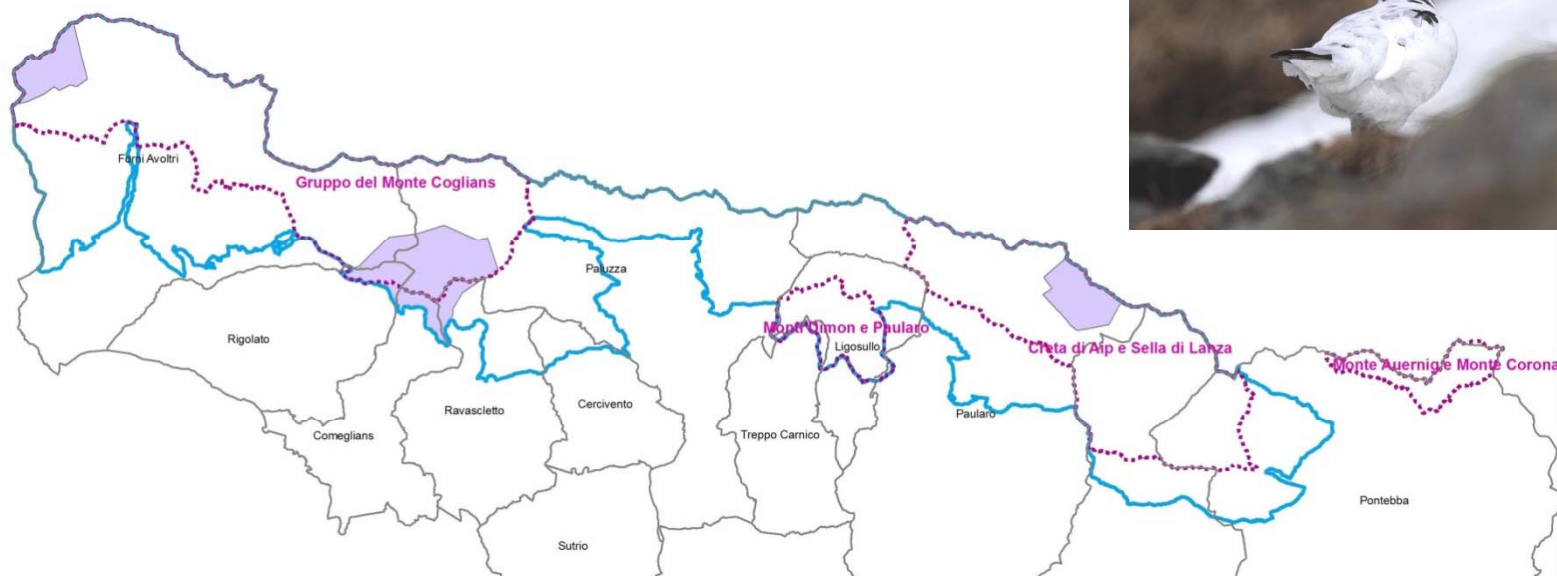 Forni Avoltri
Gruppo del Monte Coglians
Paluzza
Rigolato
Monti Dimon e Paularo
Ligosullo
Creta di Aip e Sella di Lanza
Monte Auernig e Monte Corona
Ravascletto
Cercivento
Comeglians
Treppo Carnico
Paularo
Pontebba
Sutrio